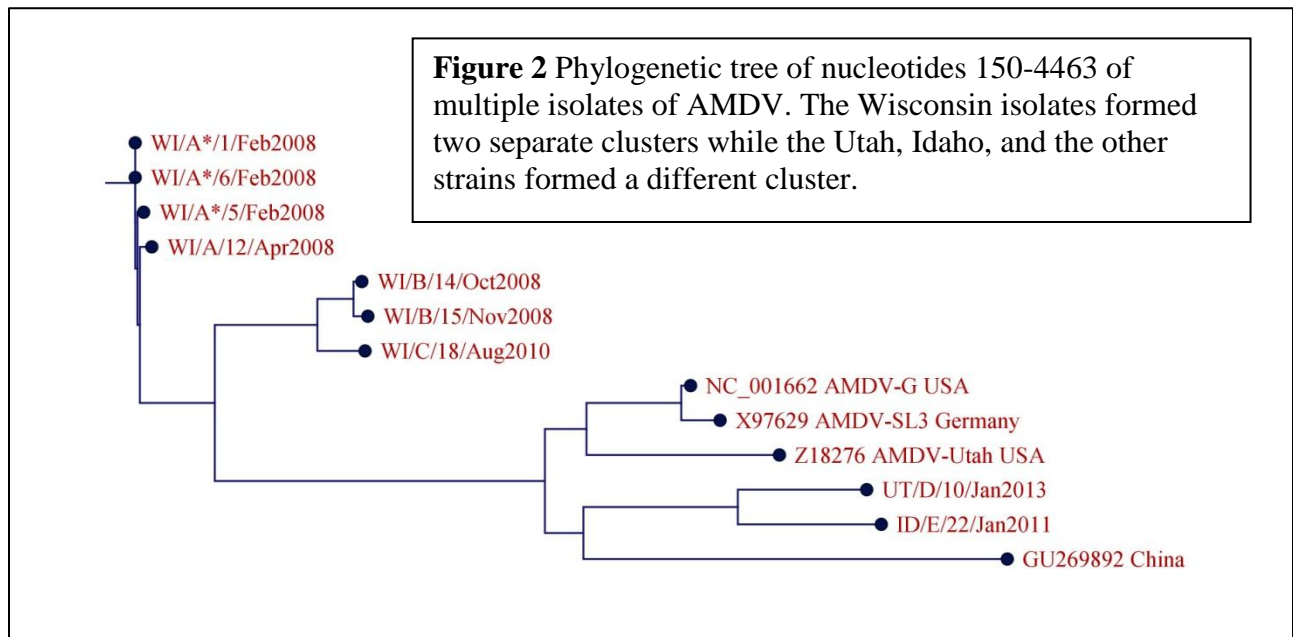 Figure 2 Phylogenetic tree of nucleotides 150-4463 of
multiple isolates of AMDV. The Wisconsin isolates formed
two separate clusters while the Utah, Idaho, and the other
strains formed a different cluster.
WI/A*/1/Feb2008
WI/A*/6/Feb2008
WI/A*/5/Feb2008
WI/A/12/Apr2008
WI/B/14/Oct2008
WI/B/15/Nov2008
WI/C/18/Aug2010
NC_001662 AMDV-G USA
X97629 AMDV-SL3 Germany
Z18276 AMDV-Utah USA
UT/D/10/Jan2013
ID/E/22/Jan2011
GU269892 China